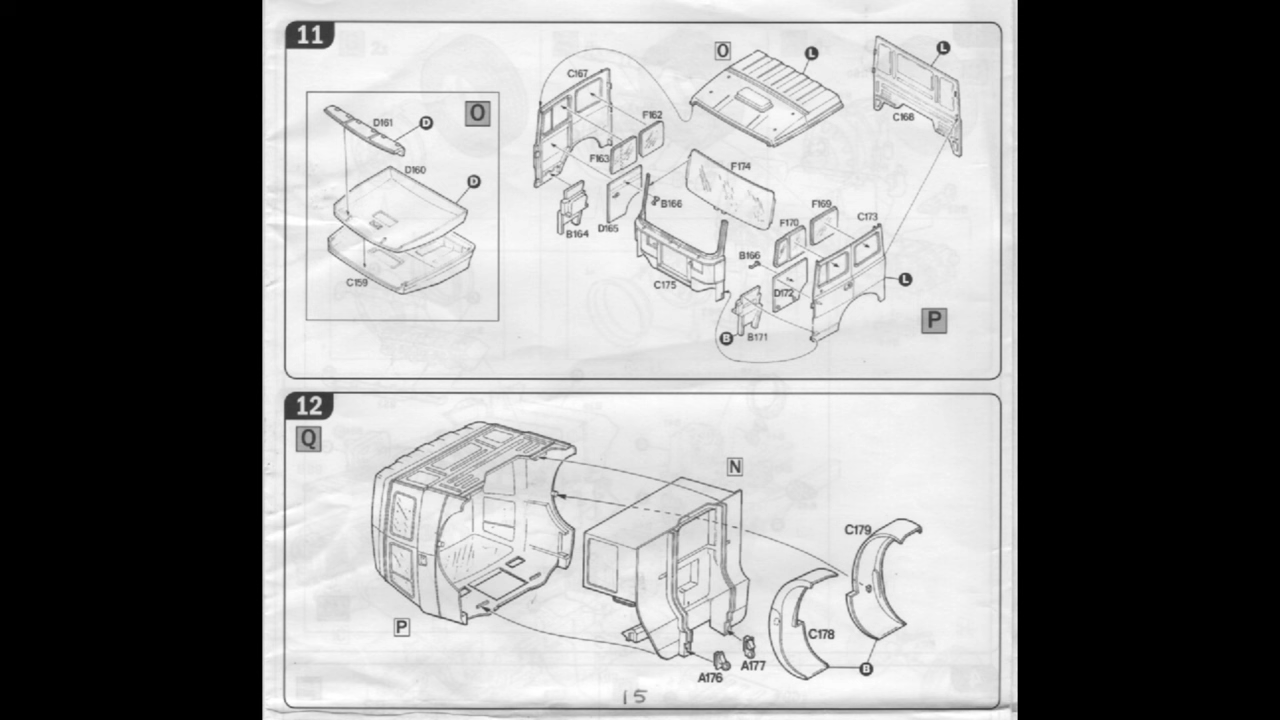 11
O
D161
D
D160
D
C159
C167
F162
F163
B166
D165
B164
O
L
L
C168
F174
F169
C173
F170
B166
D172
C175
L
B
B171
P
12
Q
P
N
C179
C178
B
A176
A177
15